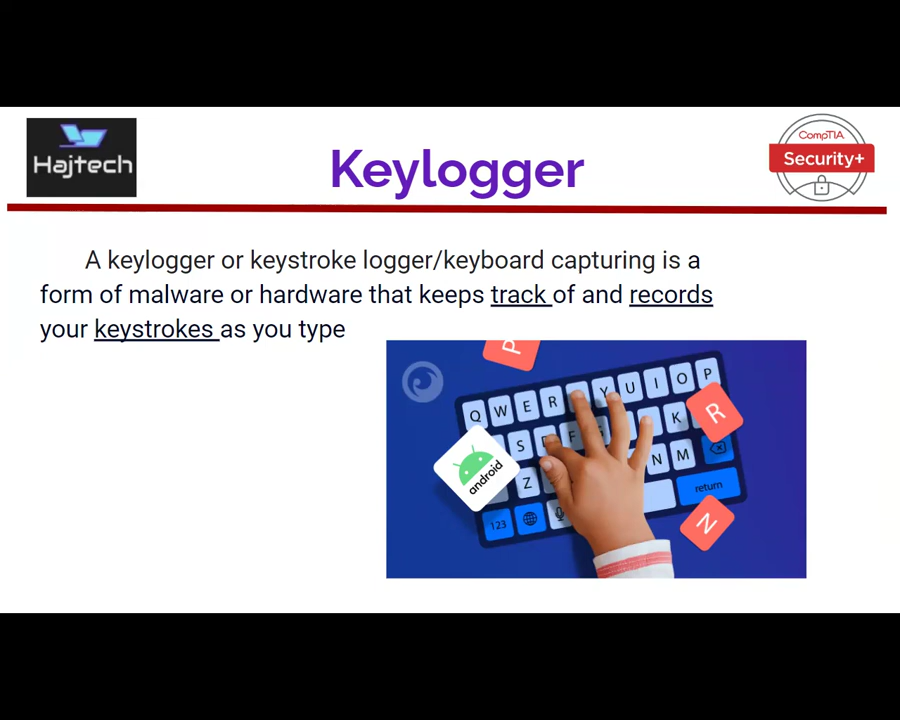 Hajtech
Keylogger
CompTIA
Security+
A keylogger or keystroke logger/keyboard capturing is a
form of malware or hardware that keeps track of and records
your keystrokes as you type
P
Q W E R Y U I O P
S F K R
android
Z N M
123 return
N